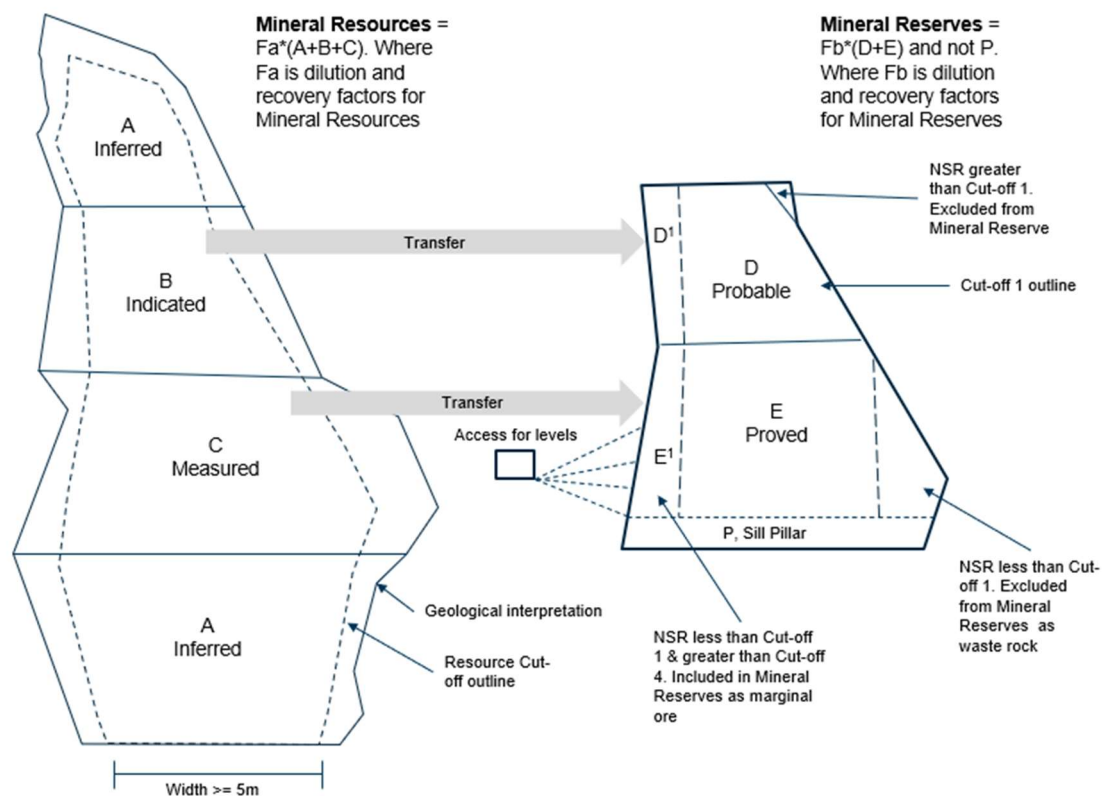 Mineral Resources =
Fa*(A+B+C). Where
Fa is dilution and
recovery factors for
Mineral Resources
Mineral Reserves =
Fb*(D+E) and not P.
Where Fb is dilution
and recovery factors
for Mineral Reserves
A
Inferred
B
Indicated
C
Measured
A
Inferred
Width >= 5m
Transfer
Transfer
Access for levels
Geological interpretation
Resource Cut-
off outline
D¹
D
Probable
E¹
E
Proved
P, Sill Pillar
NSR greater
than Cut-off 1.
Excluded from
Mineral Reserve
Cut-off 1 outline
NSR less than Cut-off
1 & greater than Cut-off
4. Included in Mineral
Reserves as marginal
ore
NSR less than Cut-
off 1. Excluded
from Mineral
Reserves as
waste rock